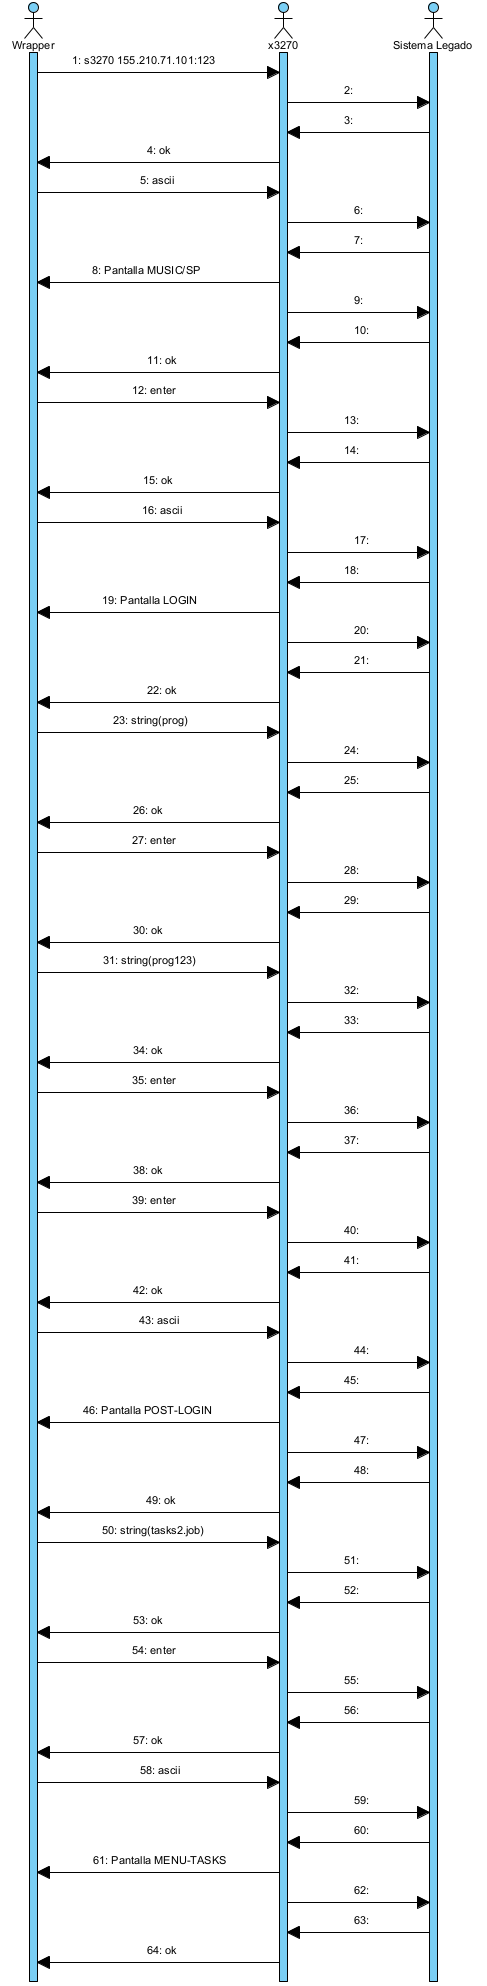 Wrapper x3270 Sistema Legado
1: s3270 155.210.71.101:123
2:
3:
4: ok
5: ascii
6:
7:
8: Pantalla MUSIC/SP
9:
10:
11: ok
12: enter
13:
14:
15: ok
16: ascii
17:
18:
19: Pantalla LOGIN
20:
21:
22: ok
23: string(prog)
24:
25:
26: ok
27: enter
28:
29:
30: ok
31: string(prog123)
32:
33:
34: ok
35: enter
36:
37:
38: ok
39: enter
40:
41:
42: ok
43: ascii
44:
45:
46: Pantalla POST-LOGIN
47:
48:
49: ok
50: string(tasks2.job)
51:
52:
53: ok
54: enter
55:
56:
57: ok
58: ascii
59:
60:
61: Pantalla MENU-TASKS
62:
63:
64: ok